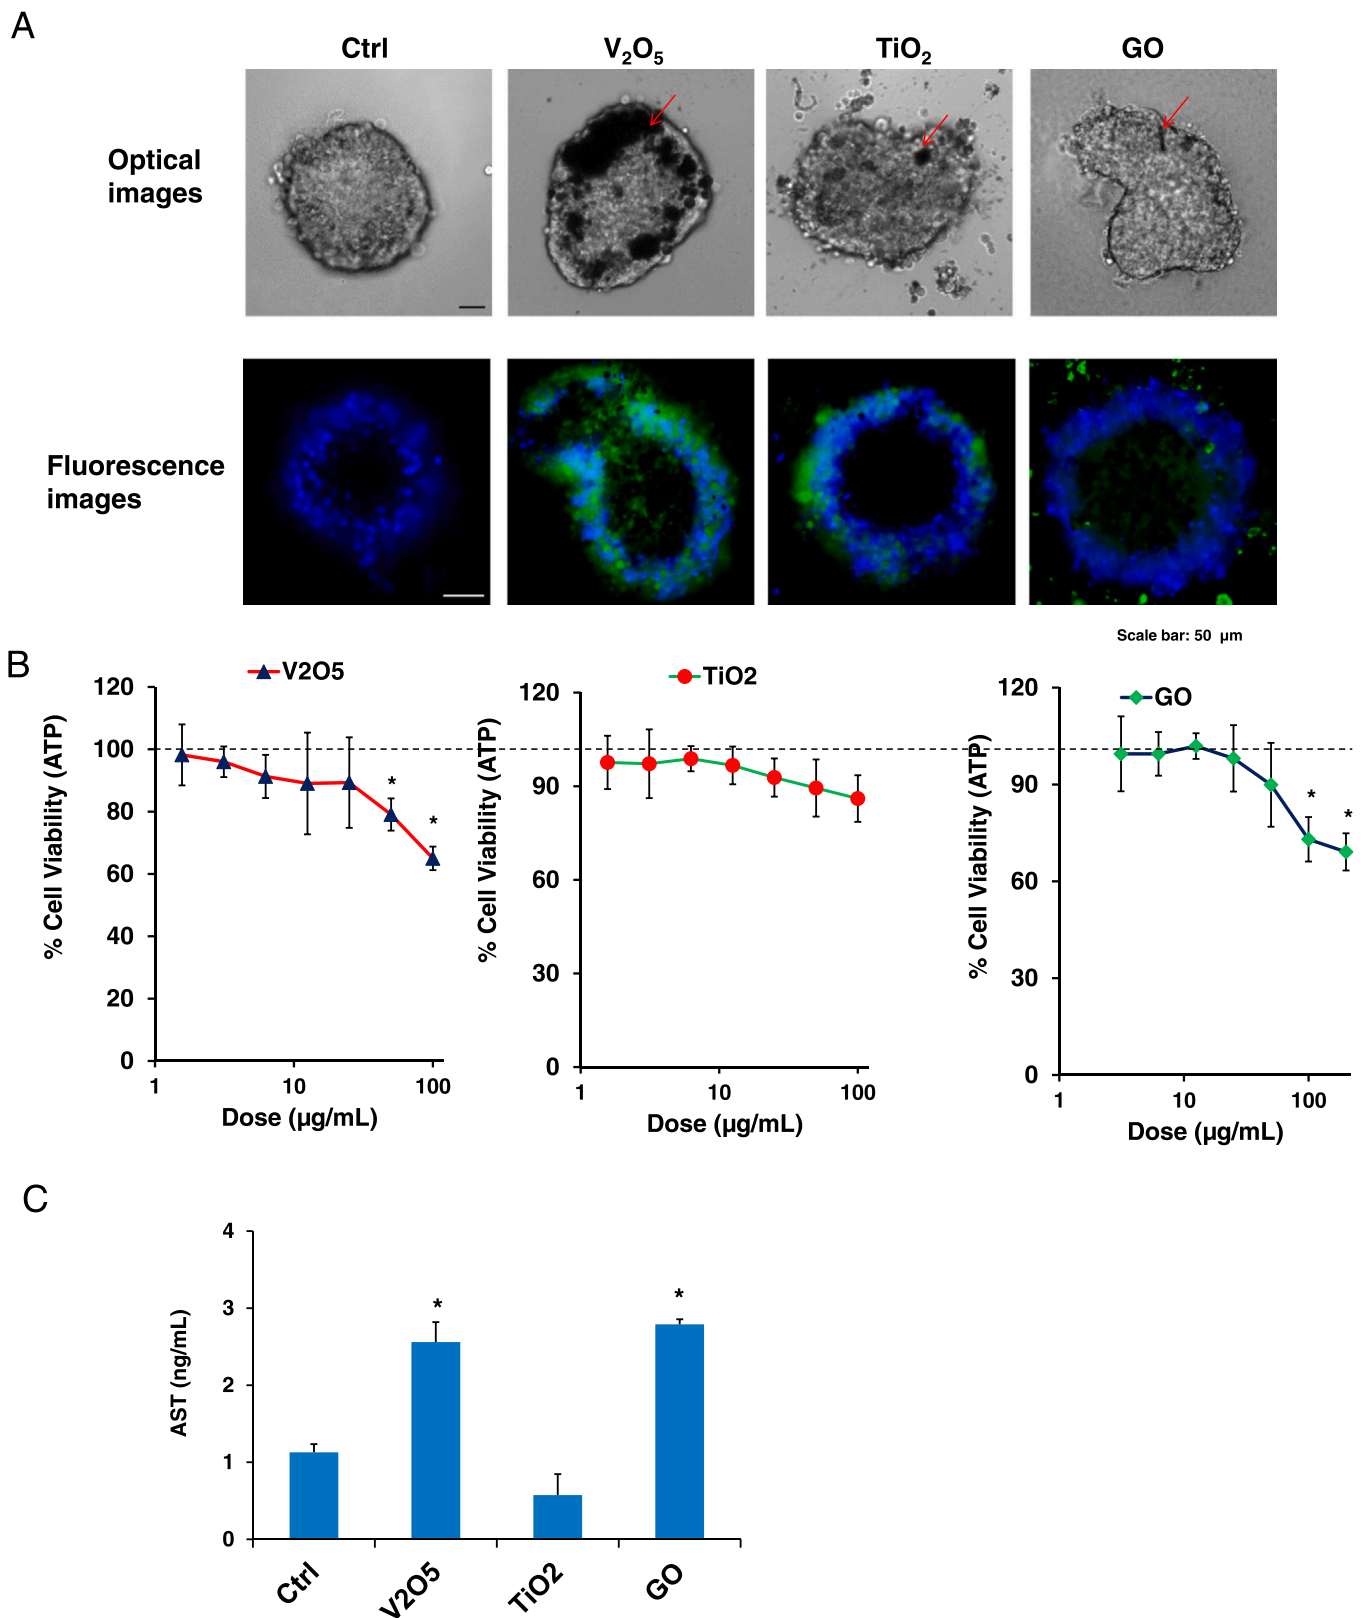 A
Ctrl
V₂O₅
TiO₂
GO
Optical
images
Fluorescence
images
Scale bar: 50 µm
B
V2O5
120
100
80
60
40
20
0
1
10
100
% Cell Viability (ATP)
Dose (µg/mL)
*
*
TiO2
120
90
60
30
0
1
10
100
% Cell Viability (ATP)
Dose (µg/mL)
GO
120
90
60
30
0
1
10
100
% Cell Viability (ATP)
Dose (µg/mL)
*
*
C
4
3
2
1
0
AST (ng/mL)
*
*
Ctrl
V2O5
TiO2
GO